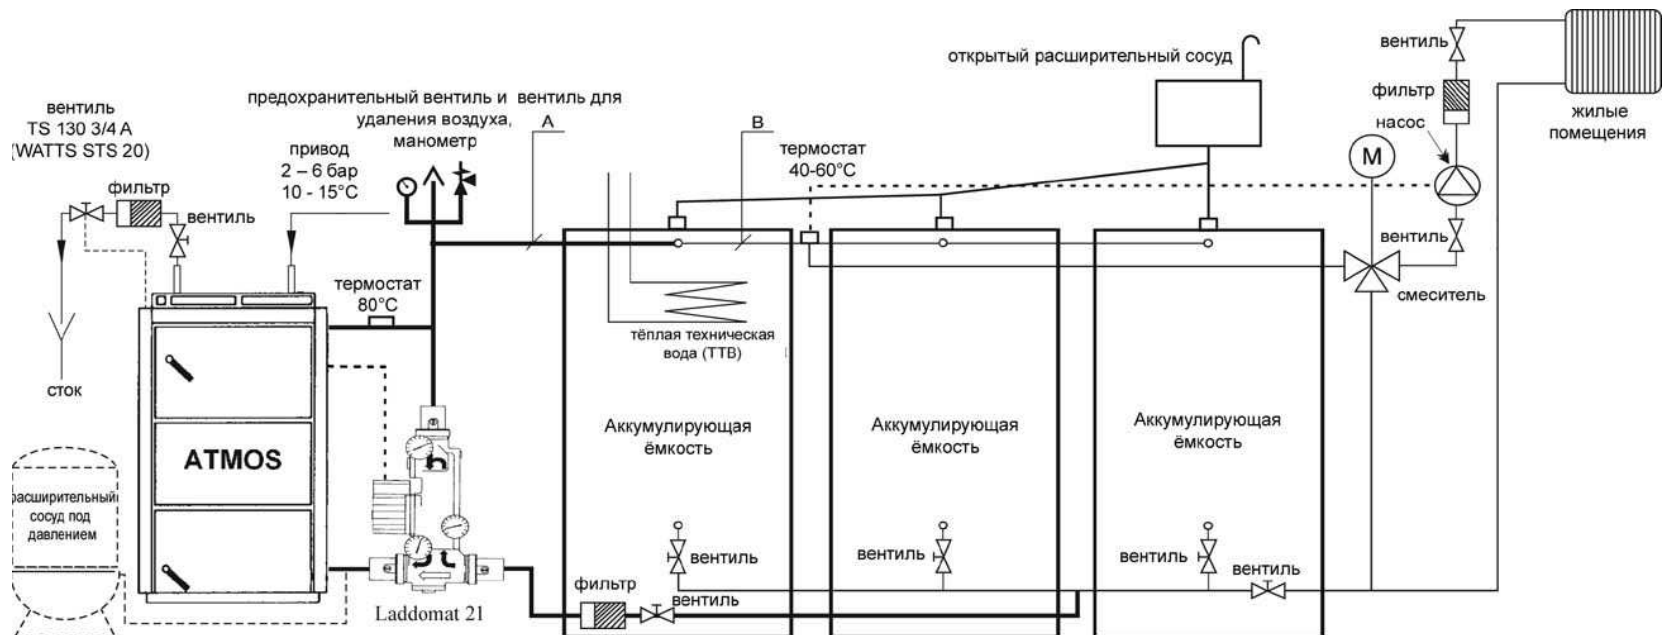 открытый расширительный сосуд
вентиль
фильтр
насос
жилые
помещения
вентиль
TS 130 3/4 A
(WATTS STS 20)
предохранительный вентиль и вентиль для
удаления воздуха,
манометр
привод
2 – 6 бар
10 - 15°C
A
B
термостат
40-60°C
M
фильтр
вентиль
вентиль
смеситель
термостат
80°C
тёплая техническая
вода (ТТВ)
сток
ATMOS
Аккумулирующая
ёмкость
Аккумулирующая
ёмкость
Аккумулирующая
ёмкость
расширительный
сосуд под
давлением
вентиль
вентиль
вентиль
вентиль
фильтр
вентиль
Laddomat 21